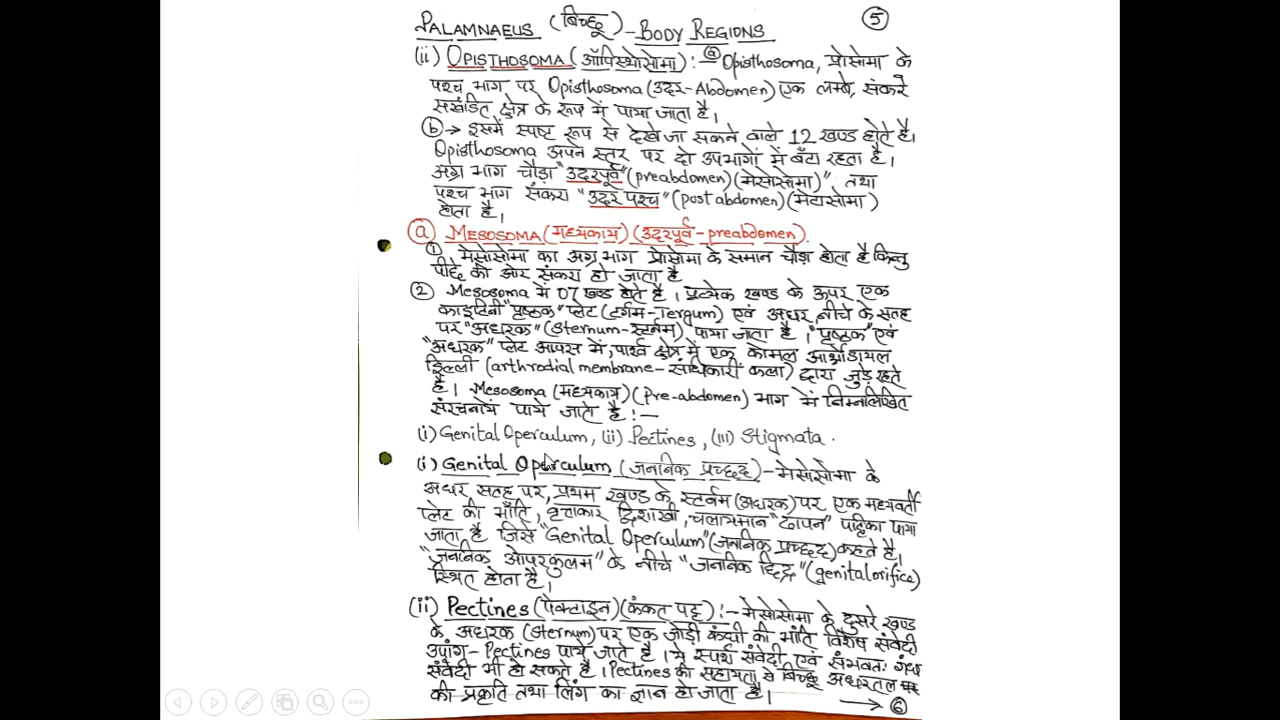 PALAMNAEUS (बिच्छू) - BODY REGIONS
5
(ii) OPISTHOSOMA (ऑपिस्थोसोमा) :- ⓐ Opisthosoma, प्रोसोमा के
पश्च भाग पर Opisthosoma (उदर-Abdomen) एक लम्बे, संकरे
सखंडित क्षेत्र के रूप में पाया जाता है।
ⓑ → इसमें स्पष्ट रूप से देखे जा सकने वाले 12 खण्ड होते है।
Opisthosoma अपने स्तर पर दो उपभागों में बँटा रहता है।
अग्र भाग चौड़ा "उदरपूर्व" (preabdomen) (मेसोसोमा)" तथा
पश्च भाग संकरा "उदर पश्च" (post abdomen) (मेटासोमा)
होता है।
ⓐ MESOSOMA (मध्यकाय) (उदरपूर्व - preabdomen).
① मेसोसोमा का अग्र भाग प्रोसोमा के समान चौड़ा होता है किन्तु
पीछे की ओर संकरा हो जाता है
② Mesosoma में 07 खण्ड होते है। प्रत्येक खण्ड के ऊपर एक
काइटिनी "पृष्ठक" प्लेट (टर्गम-Tergum) एवं अधर, नीचे के सतह
पर "अधरक" (Sternum-स्टर्नम) पाया जाता है। "पृष्ठक" एवं
"अधरक" प्लेट आपस में, पार्श्व क्षेत्र में एक कोमल आर्थ्रोडायल
झिल्ली (arthrodial membrane - संधिकारी कला) द्वारा जुड़े रहते
है। Mesosoma (मध्यकाय) (Pre-abdomen) भाग में निम्नलिखित
संरचनायें पाये जाते है :-
(i) Genital Operculum, (ii) Pectines, (iii) Stigmata.
(i) Genital Operculum (जननिक प्रच्छद) - मेसोसोमा के
अधर सतह पर, प्रथम खण्ड के स्टर्नम (अधरक) पर एक मध्यवर्ती
प्लेट की भाँति, वृत्ताकार द्विशाखी, चलायमान "ढापन" पट्टिका पाया
जाता है जिसे "Genital Operculum" (जननिक प्रच्छद) कहते है।
"जननिक ओपरकुलम" के नीचे "जननिक छिद्र" (genital orifice)
स्थित होता है।
(ii) Pectines (पेक्टाइन) (कंकत पट्ट) :- मेसोसोमा के दुसरे खण्ड
के अधरक (Sternum) पर एक जोड़ी कंघी की भांति विशेष संवेदी
उपांग - Pectines पाये जाते है। ये स्पर्श संवेदी एवं संभवतः गंध
संवेदी भी हो सकते है। Pectines की सहायता से बिच्छू अधरतल
की प्रकृति तथा लिंग का ज्ञान हो जाता है।
→ ⑥